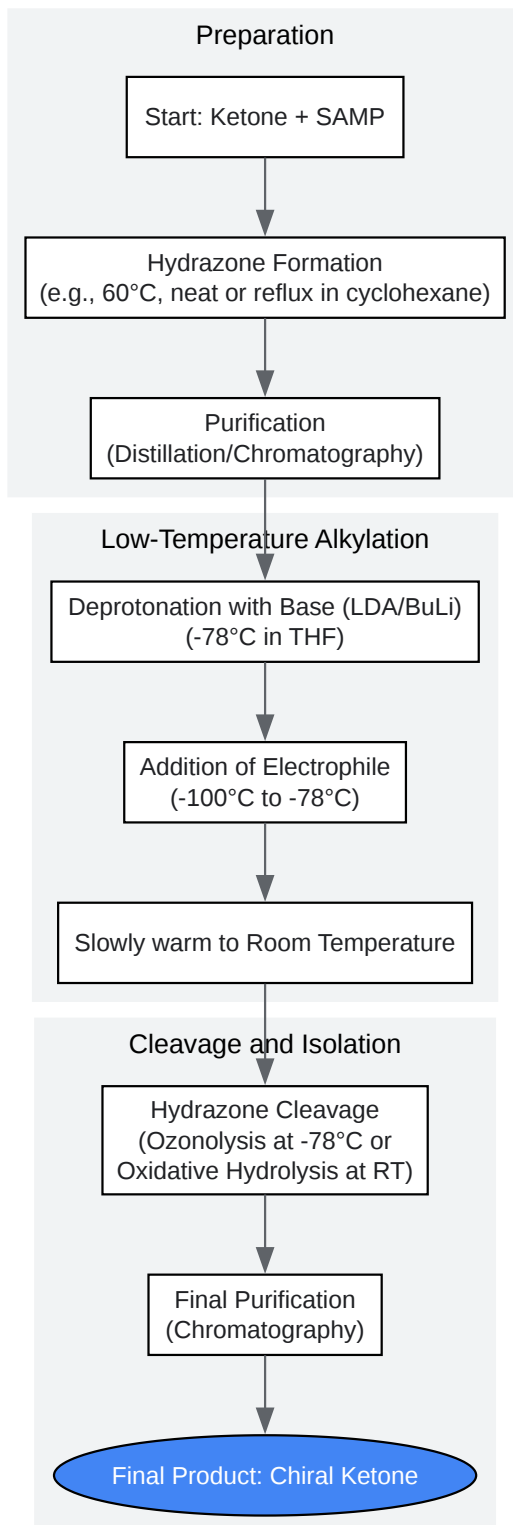 Preparation
Start: Ketone + SAMP
Hydrazone Formation
(e.g., 60°C, neat or reflux in cyclohexane)
Purification
(Distillation/Chromatography)
Low-Temperature Alkylation
Deprotonation with Base (LDA/BuLi)
(-78°C in THF)
Addition of Electrophile
(-100°C to -78°C)
Slowly warm to Room Temperature
Cleavage and Isolation
Hydrazone Cleavage
(Ozonolysis at -78°C or
Oxidative Hydrolysis at RT)
Final Purification
(Chromatography)
Final Product: Chiral Ketone